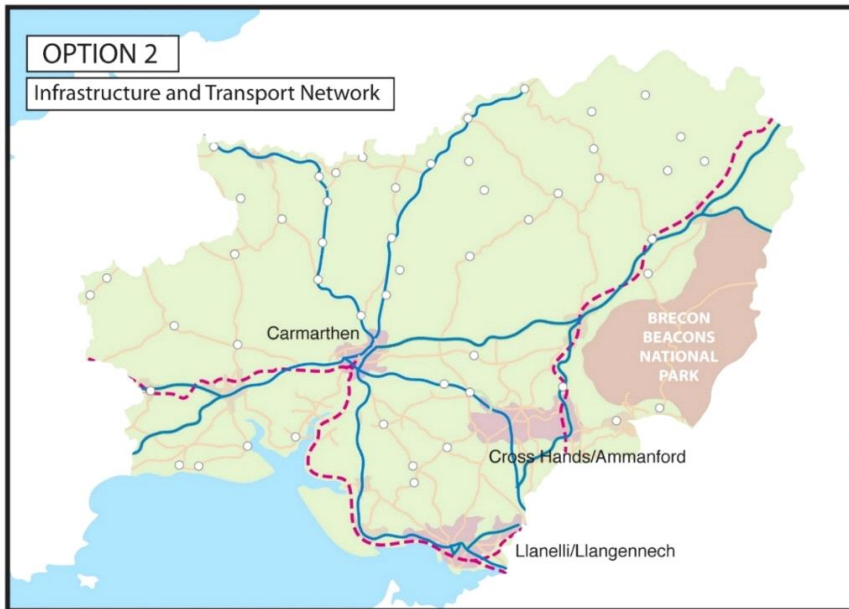 OPTION 2
Infrastructure and Transport Network
Carmarthen
BRECON
BEACONS
NATIONAL
PARK
Cross Hands/Ammanford
Llanelli/Llangennech